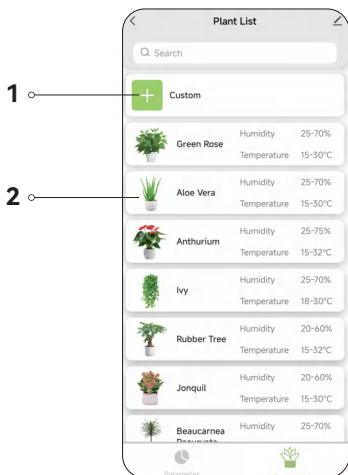 Plant List
Search
1
Custom
Green Rose Humidity 25-70%
Temperature 15-30°C
2
Aloe Vera Humidity 25-70%
Temperature 15-30°C
Anthurium Humidity 25-75%
Temperature 15-32°C
Ivy Humidity 25-70%
Temperature 18-30°C
Rubber Tree Humidity 20-60%
Temperature 15-32°C
Jonquil Humidity 20-60%
Temperature 15-30°C
Beaucarnea Humidity 25-70%